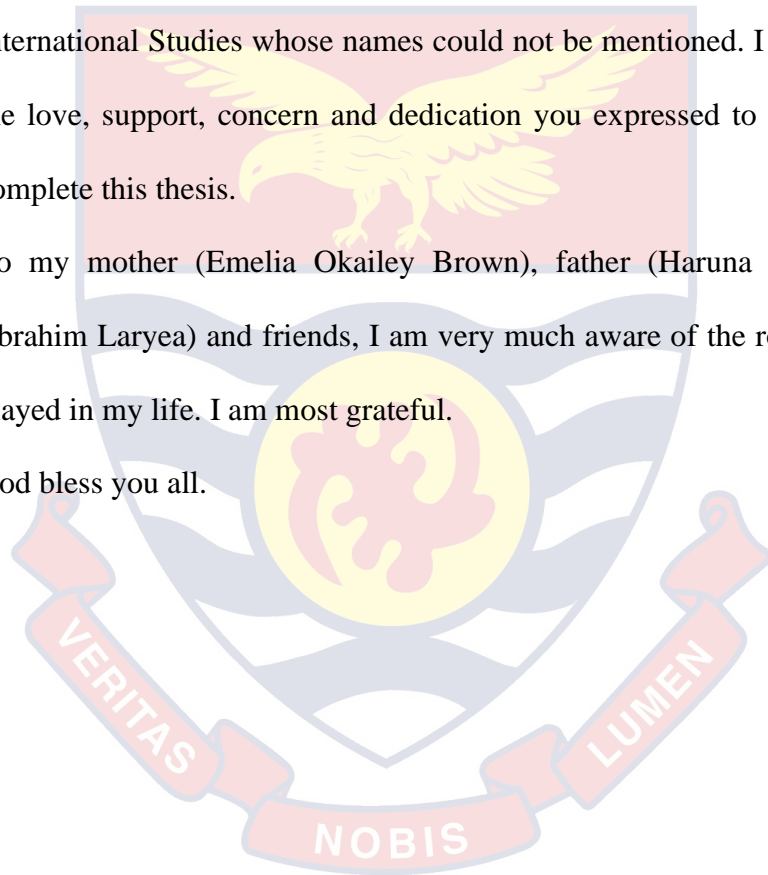 nternational Studies whose names could not be mentioned. I
e love, support, concern and dedication you expressed to
omplete this thesis.
o my mother (Emelia Okailey Brown), father (Haruna
brahim Laryea) and friends, I am very much aware of the r
layed in my life. I am most grateful.
od bless you all.
VERITAS
NOBIS
LUMEN